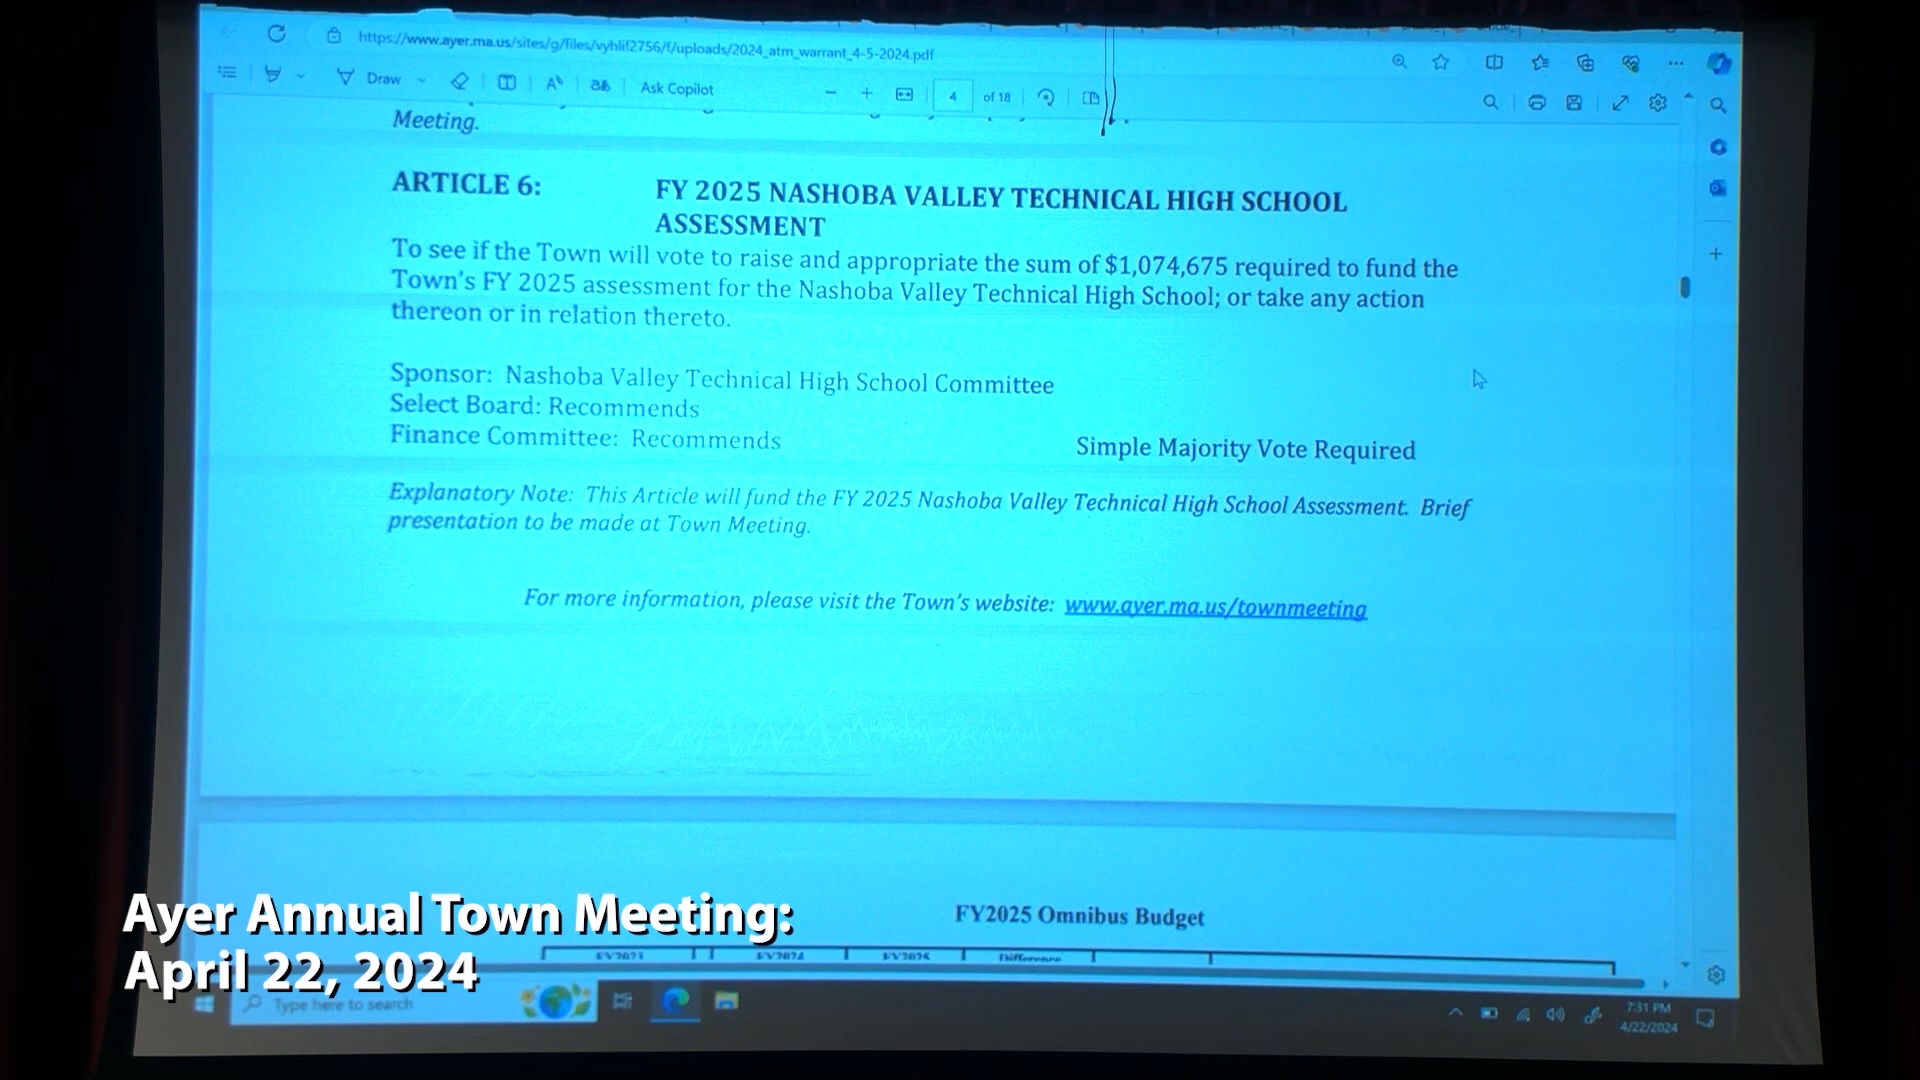 https://www.ayer.ma.us/sites/g/files/vyhlif2756/f/uploads/2024_atm_warrant_4-5-2024.pdf
Draw
Ask Copilot
4 of 18
Meeting.
ARTICLE 6: FY 2025 NASHOBA VALLEY TECHNICAL HIGH SCHOOL
ASSESSMENT
To see if the Town will vote to raise and appropriate the sum of $1,074,675 required to fund the
Town's FY 2025 assessment for the Nashoba Valley Technical High School; or take any action
thereon or in relation thereto.
Sponsor: Nashoba Valley Technical High School Committee
Select Board: Recommends
Finance Committee: Recommends Simple Majority Vote Required
Explanatory Note: This Article will fund the FY 2025 Nashoba Valley Technical High School Assessment. Brief
presentation to be made at Town Meeting.
For more information, please visit the Town's website: www.ayer.ma.us/townmeeting
FY2025 Omnibus Budget
FY2023 FY2024 FY2025 Difference
Ayer Annual Town Meeting:
April 22, 2024
Type here to search
7:31 PM
4/22/2024